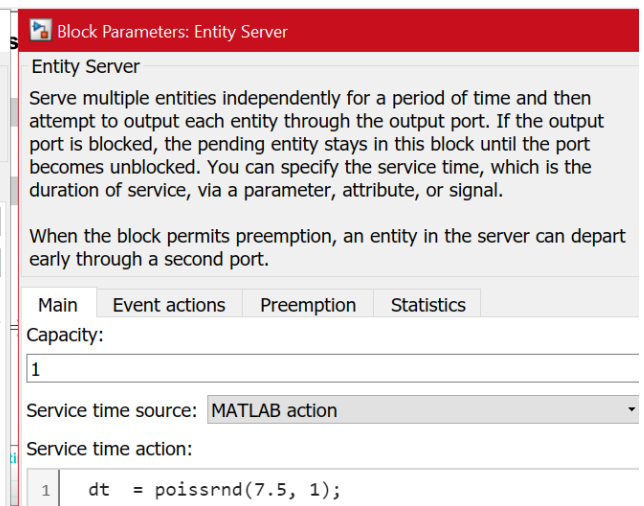 Block Parameters: Entity Server
Entity Server
Serve multiple entities independently for a period of time and then
attempt to output each entity through the output port. If the output
port is blocked, the pending entity stays in this block until the port
becomes unblocked. You can specify the service time, which is the
duration of service, via a parameter, attribute, or signal.
When the block permits preemption, an entity in the server can depart
early through a second port.
Main Event actions Preemption Statistics
Capacity:
1
Service time source: MATLAB action
Service time action:
1 dt = poissrnd(7.5, 1);